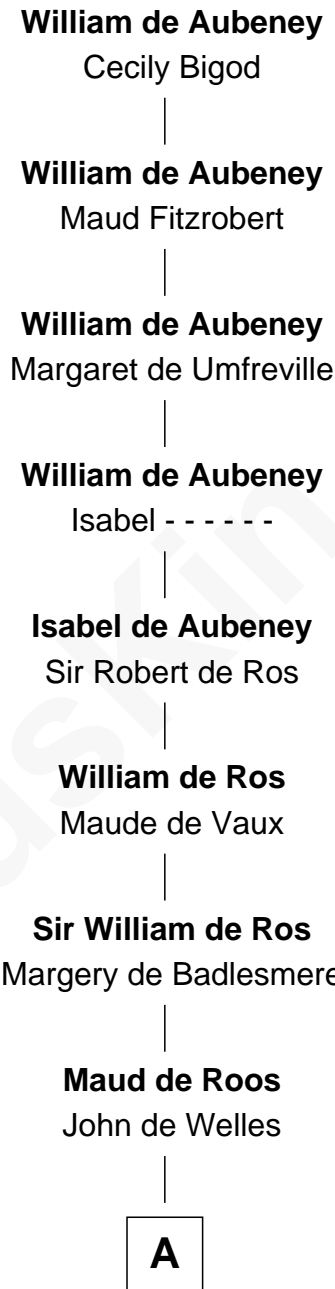 William de Aubeney
Cecily Bigod
William de Aubeney
Maud Fitzrobert
William de Aubeney
Margaret de Umfreville
William de Aubeney
Isabel - - - - - -
Isabel de Aubeney
Sir Robert de Ros
William de Ros
Maude de Vaux
Sir William de Ros
Margery de Badlesmere
Maud de Roos
John de Welles
A